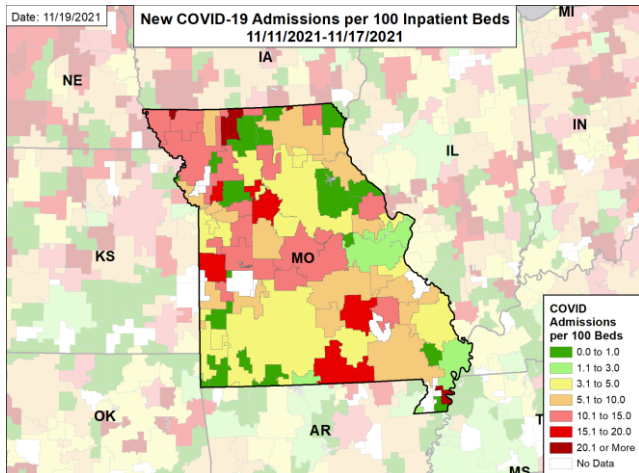 Date: 11/19/2021
New COVID-19 Admissions per 100 Inpatient Beds
11/11/2021-11/17/2021
MI
IA
NE
IN
IL
KS
MO
OK
AR
MS
COVID
Admissions
per 100 Beds
0.0 to 1.0
1.1 to 3.0
3.1 to 5.0
5.1 to 10.0
10.1 to 15.0
15.1 to 20.0
20.1 or More
No Data